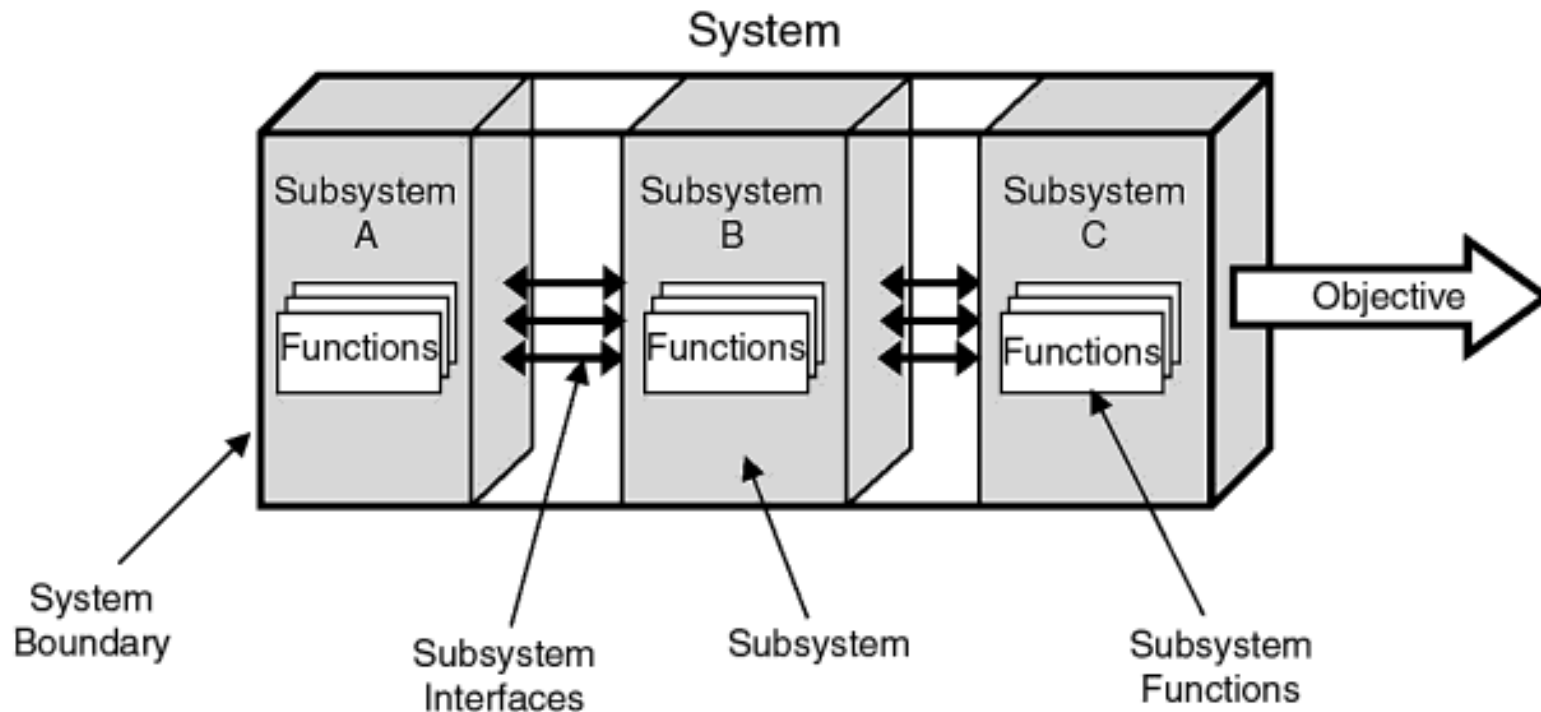 System
Subsystem
A
Subsystem
B
Subsystem
C
Functions
Functions
Functions
Objective
System
Boundary
Subsystem
Interfaces
Subsystem
Subsystem
Functions